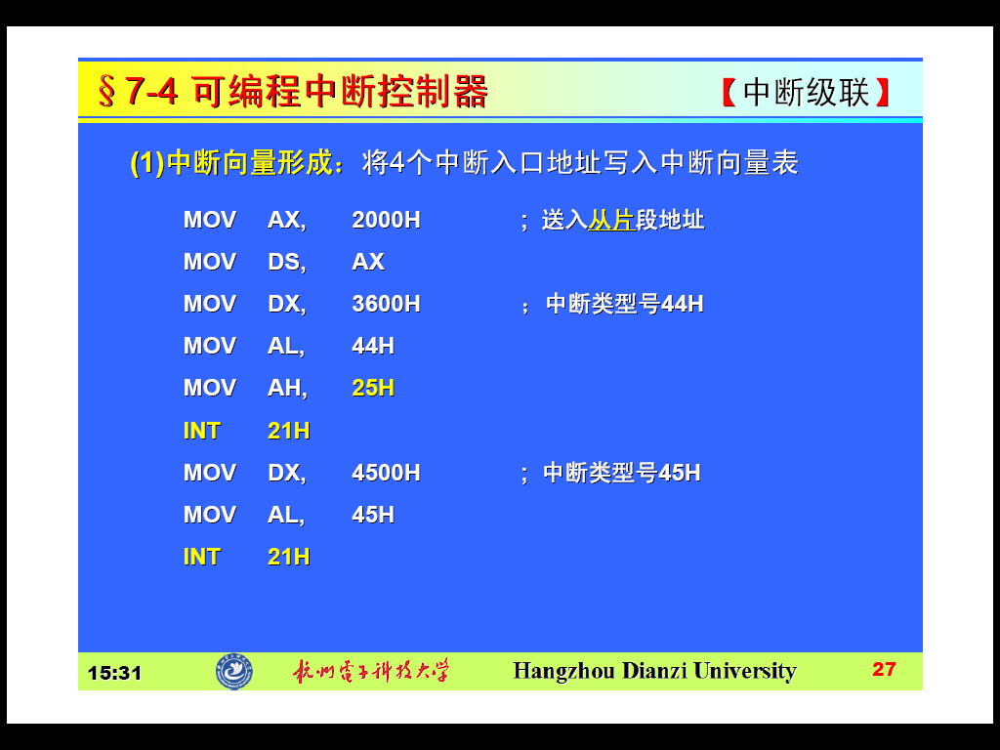 §7-4 可编程中断控制器 【中断级联】
(1)中断向量形成：将4个中断入口地址写入中断向量表
MOV AX, 2000H ; 送入从片段地址
MOV DS, AX
MOV DX, 3600H ; 中断类型号44H
MOV AL, 44H
MOV AH, 25H
INT 21H
MOV DX, 4500H ; 中断类型号45H
MOV AL, 45H
INT 21H
15:31 杭州電子科技大学 Hangzhou Dianzi University 27